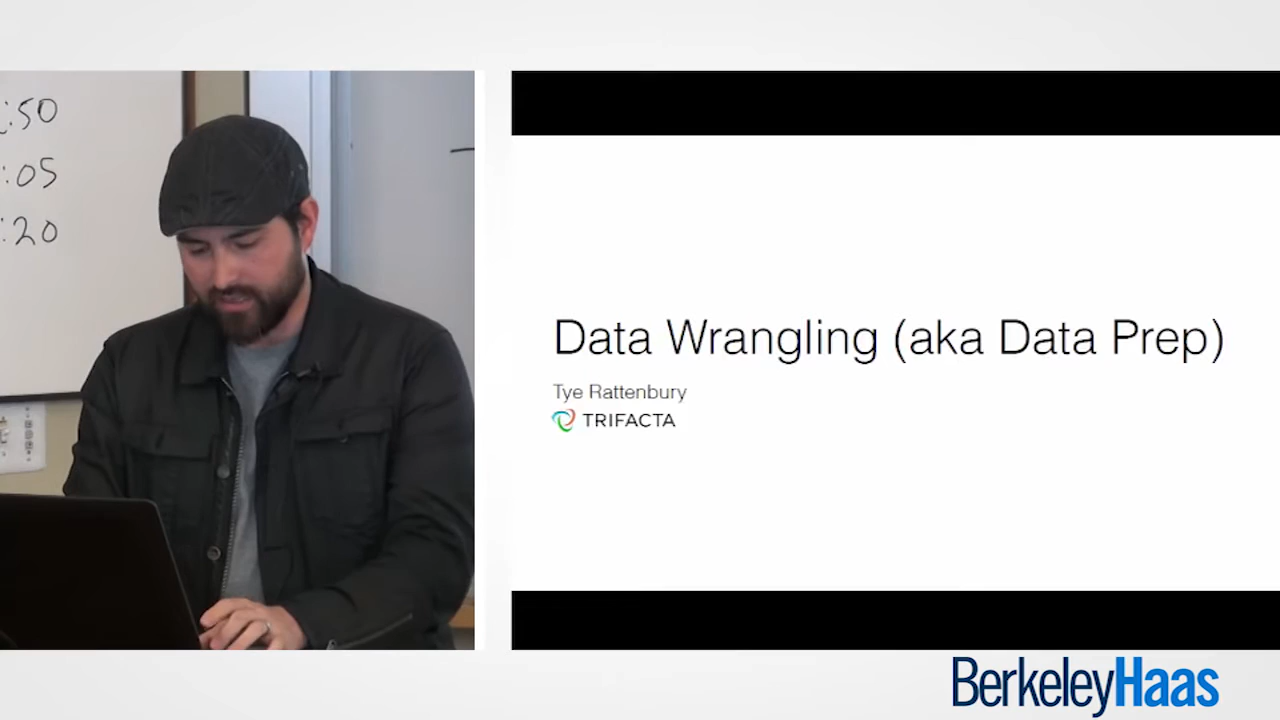 :50
:05
:20
Data Wrangling (aka Data Prep)
Tye Rattenbury
TRIFACTA
BerkeleyHaas